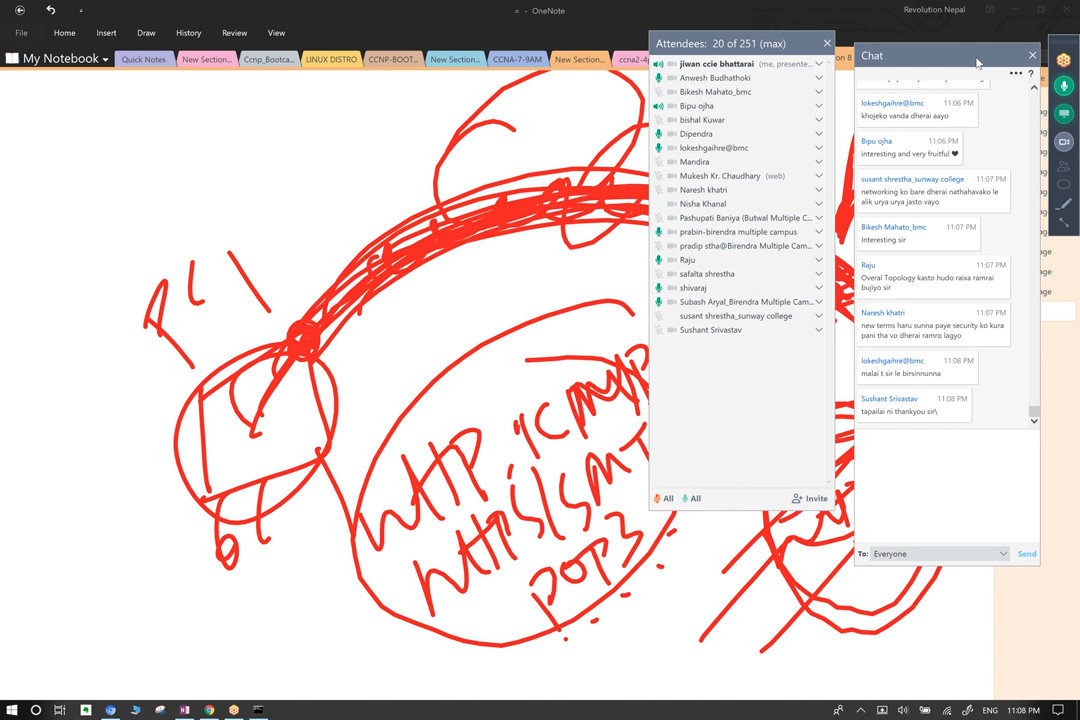 = - OneNote
Revolution Nepal
File Home Insert Draw History Review View
My Notebook
Quick Notes
New Section...
Ccnp_Bootca...
LINUX DISTRO
CCNP-BOOT...
New Section...
CCNA-7-9AM
New Section...
ccna2-4
Attendees: 20 of 251 (max)
jiwan ccie bhattarai (me, presente...
Anwesh Budhathoki
Bikesh Mahato_bmc
Bipu ojha
bishal Kuwar
Dipendra
lokeshgaihre@bmc
Mandira
Mukesh Kr. Chaudhary (web)
Naresh khatri
Nisha Khanal
Pashupati Baniya (Butwal Multiple C...
prabin-birendra multiple campus
pradip stha@Birendra Multiple Cam...
Raju
safalta shrestha
shivaraj
Subash Aryal_Birendra Multiple Cam...
susant shrestha_sunway college
Sushant Srivastav
All All Invite
Chat
lokeshgaihre@bmc 11:06 PM
khojeko vanda dherai aayo
Bipu ojha 11:06 PM
interesting and very fruitful ❤
susant shrestha_sunway college 11:07 PM
networking ko bare dherai nathahavako le
alik urya urya jasto vayo
Bikesh Mahato_bmc 11:07 PM
Interesting sir
Raju 11:07 PM
Overal Topology kasto hudo raixa ramrai
bujiyo sir
Naresh khatri 11:07 PM
new terms haru sunna paye security ko kura
pani tha vo dherai ramro lagyo
lokeshgaihre@bmc 11:08 PM
malai t sir le birsinnunna
Sushant Srivastav 11:08 PM
tapailai ni thankyou sir\
To: Everyone Send
pop3
ENG 11:08 PM